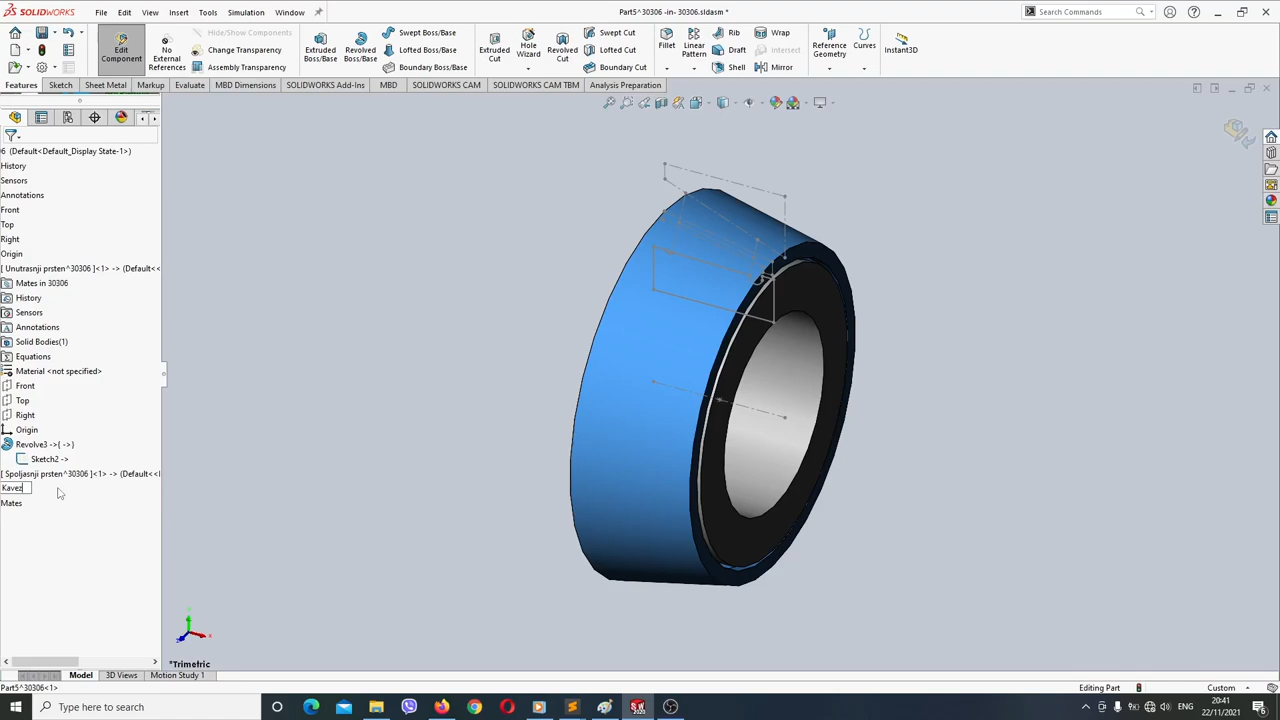 SOLIDWORKS File Edit View Insert Tools Simulation Window Part5^30306 -in- 30306.sldasm * Search Commands
Edit Component
No External References
Hide/Show Components
Change Transparency
Assembly Transparency
Extruded Boss/Base
Revolved Boss/Base
Swept Boss/Base
Lofted Boss/Base
Boundary Boss/Base
Extruded Cut
Hole Wizard
Revolved Cut
Swept Cut
Lofted Cut
Boundary Cut
Fillet
Linear Pattern
Rib
Draft
Shell
Wrap
Intersect
Mirror
Reference Geometry
Curves
Instant3D
Features Sketch Sheet Metal Markup Evaluate MBD Dimensions SOLIDWORKS Add-Ins MBD SOLIDWORKS CAM SOLIDWORKS CAM TBM Analysis Preparation
6 (Default<Default_Display State-1>)
History
Sensors
Annotations
Front
Top
Right
Origin
[ Unutrasnji prsten^30306 ]<1> -> (Default<<
Mates in 30306
History
Sensors
Annotations
Solid Bodies(1)
Equations
Material <not specified>
Front
Top
Right
Origin
Revolve3 ->{ ->}
Sketch2 ->
[ Spoljasnji prsten^30306 ]<1> -> (Default<<I
Kavez
Mates
Y
X
Z
*Trimetric
Model 3D Views Motion Study 1
Part5^30306<1> Editing Part Custom
Type here to search
SW
2020
ENG
20:41
22/11/2021